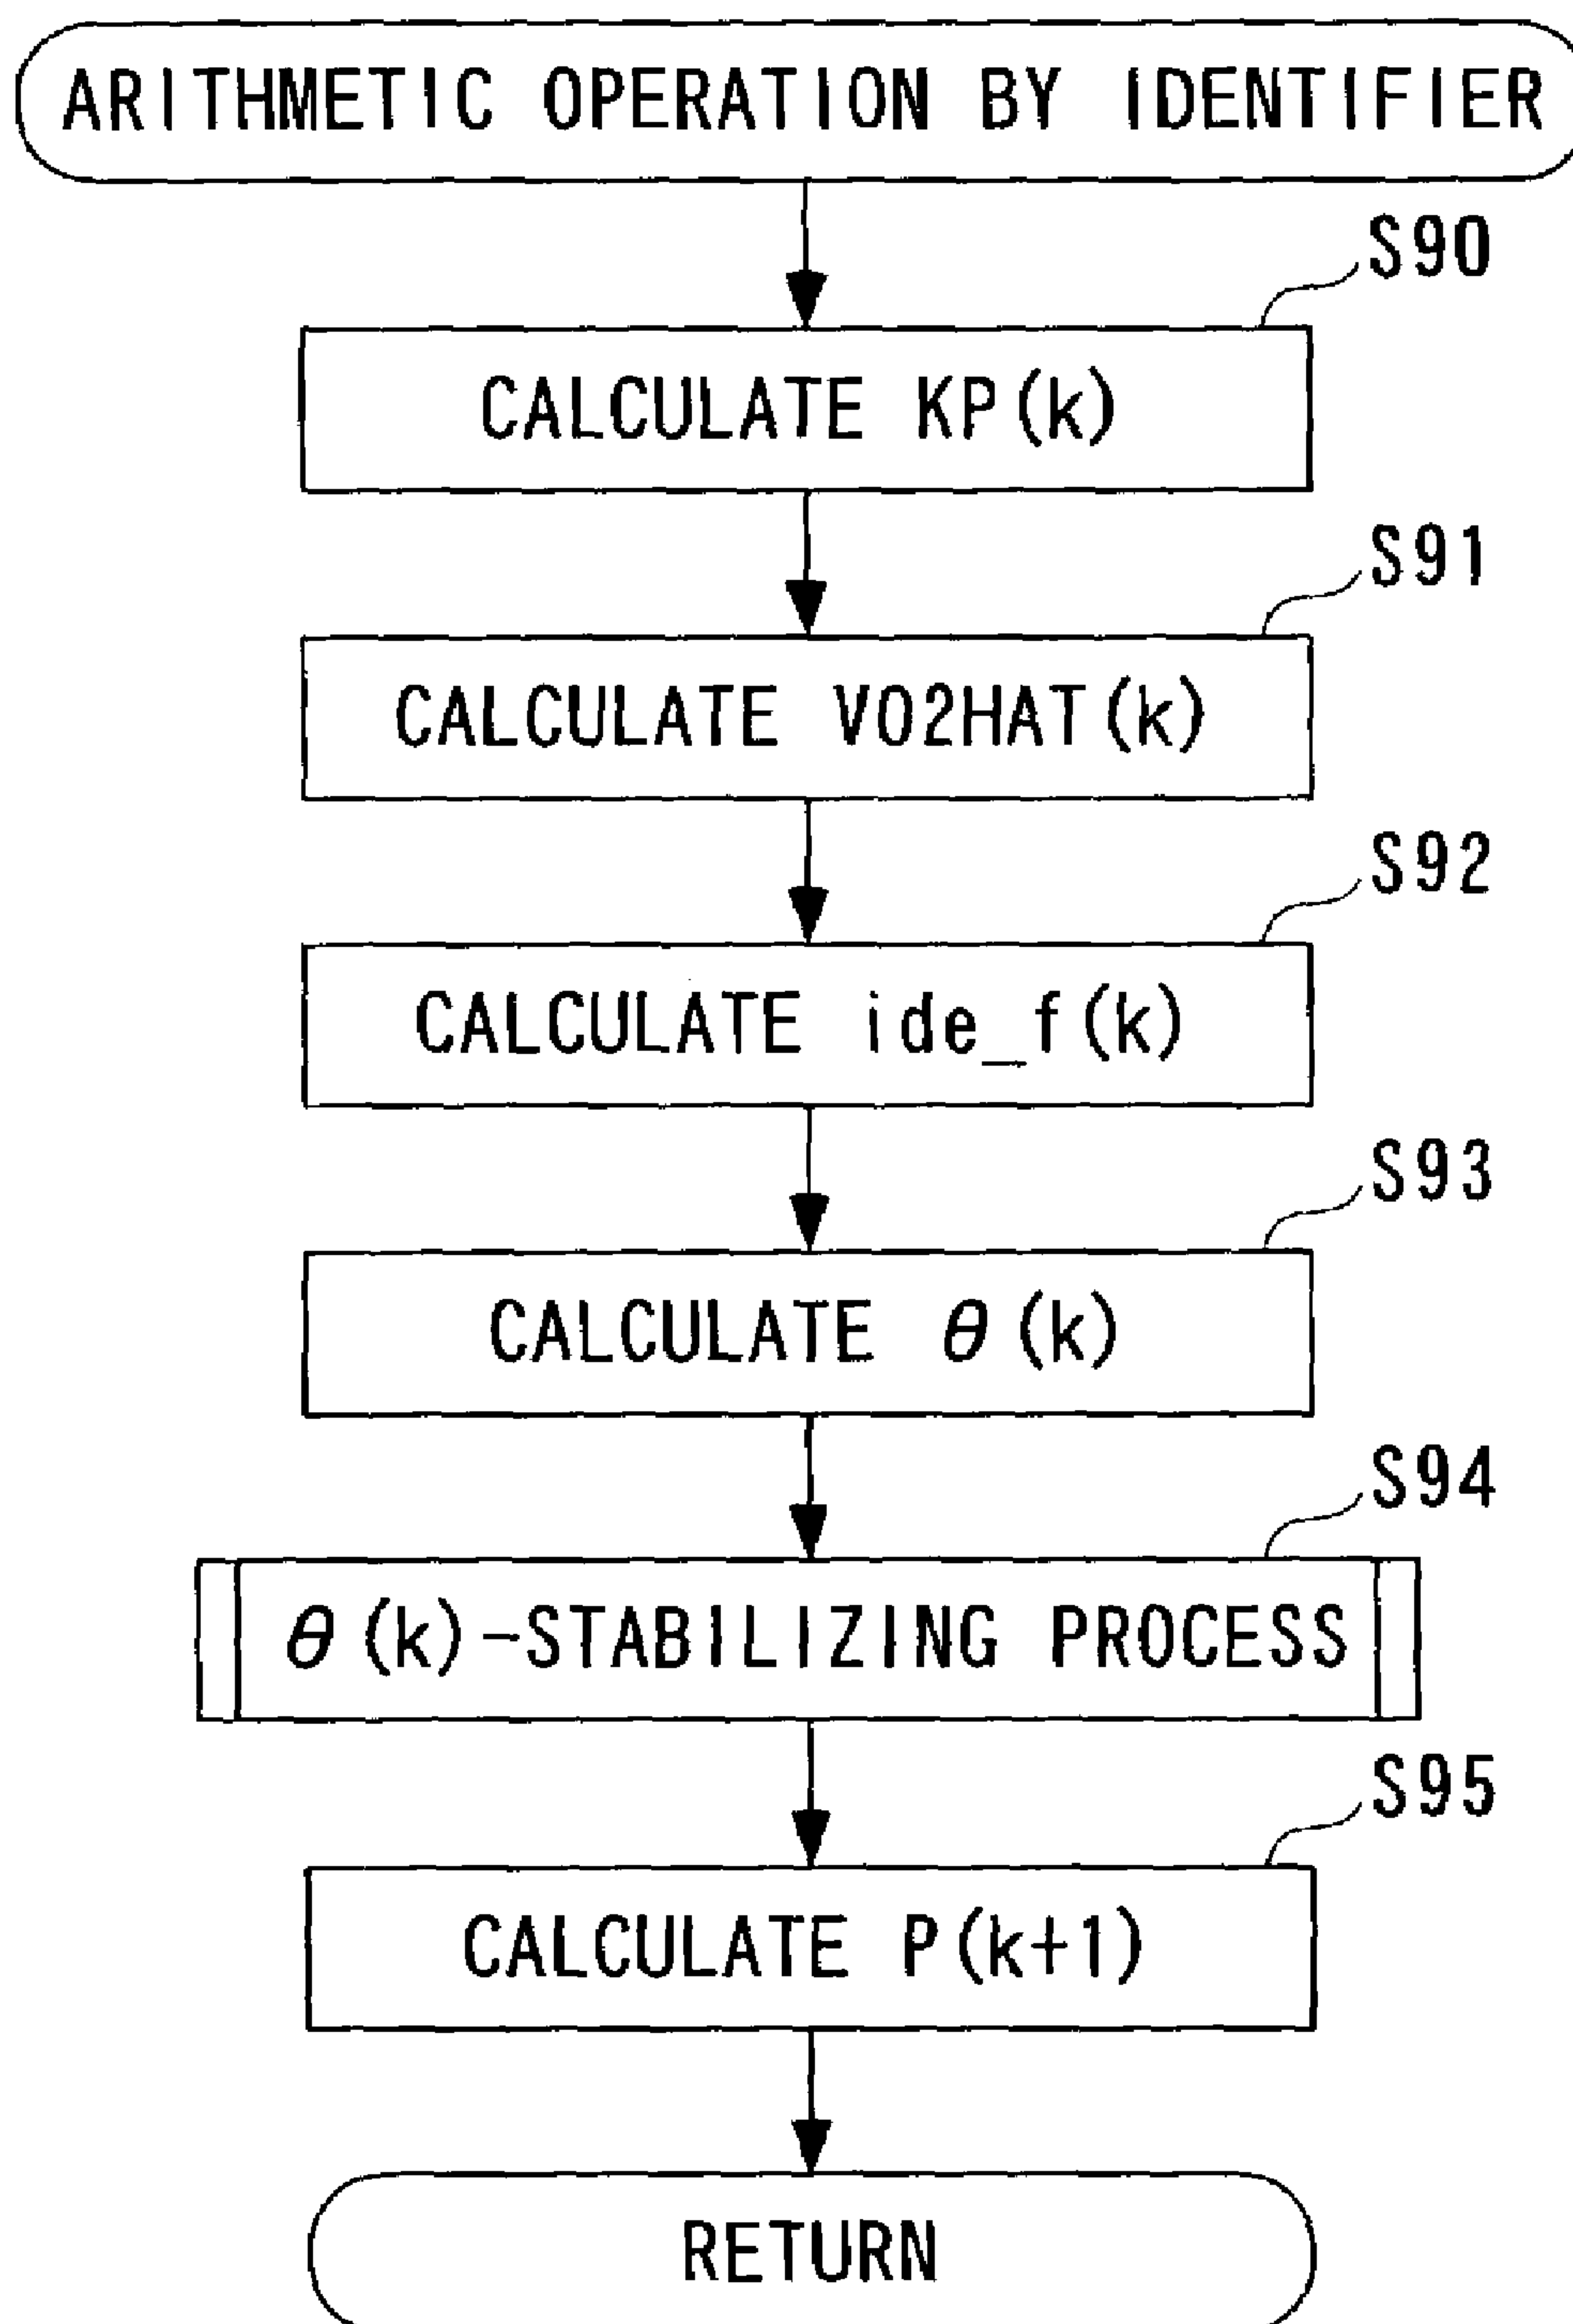 ARITHMETIC OPERATION BY IDENTIFIER
S90
CALCULATE KP(k)
S91
CALCULATE VO2HAT(k)
S92
CALCULATE ide_f(k)
S93
CALCULATE θ(k)
S94
θ(k)-STABILIZING PROCESS
S95
CALCULATE P(k+1)
RETURN